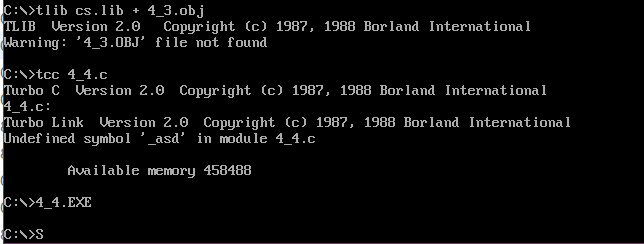 C:\>tlib cs.lib + 4_3.obj
TLIB  Version 2.0   Copyright (c) 1987, 1988 Borland International
Warning: '4_3.OBJ' file not found
C:\>tcc 4_4.c
Turbo C  Version 2.0  Copyright (c) 1987, 1988 Borland International
4_4.c:
Turbo Link  Version 2.0  Copyright (c) 1987, 1988 Borland International
Undefined symbol '_asd' in module 4_4.c
Available memory 458488
C:\>4_4.EXE
C:\>S